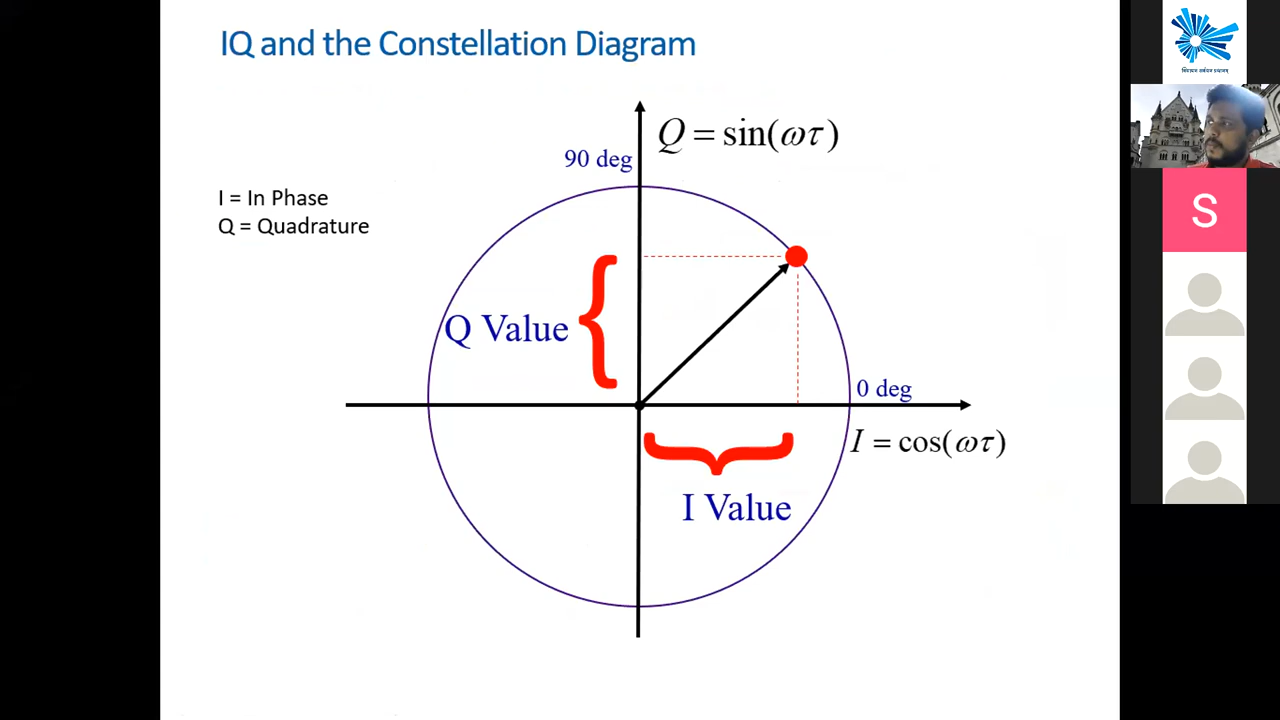 IQ and the Constellation Diagram
Q = sin(ωτ)
90 deg
I = In Phase
Q = Quadrature
Q Value
0 deg
I = cos(ωτ)
I Value
S